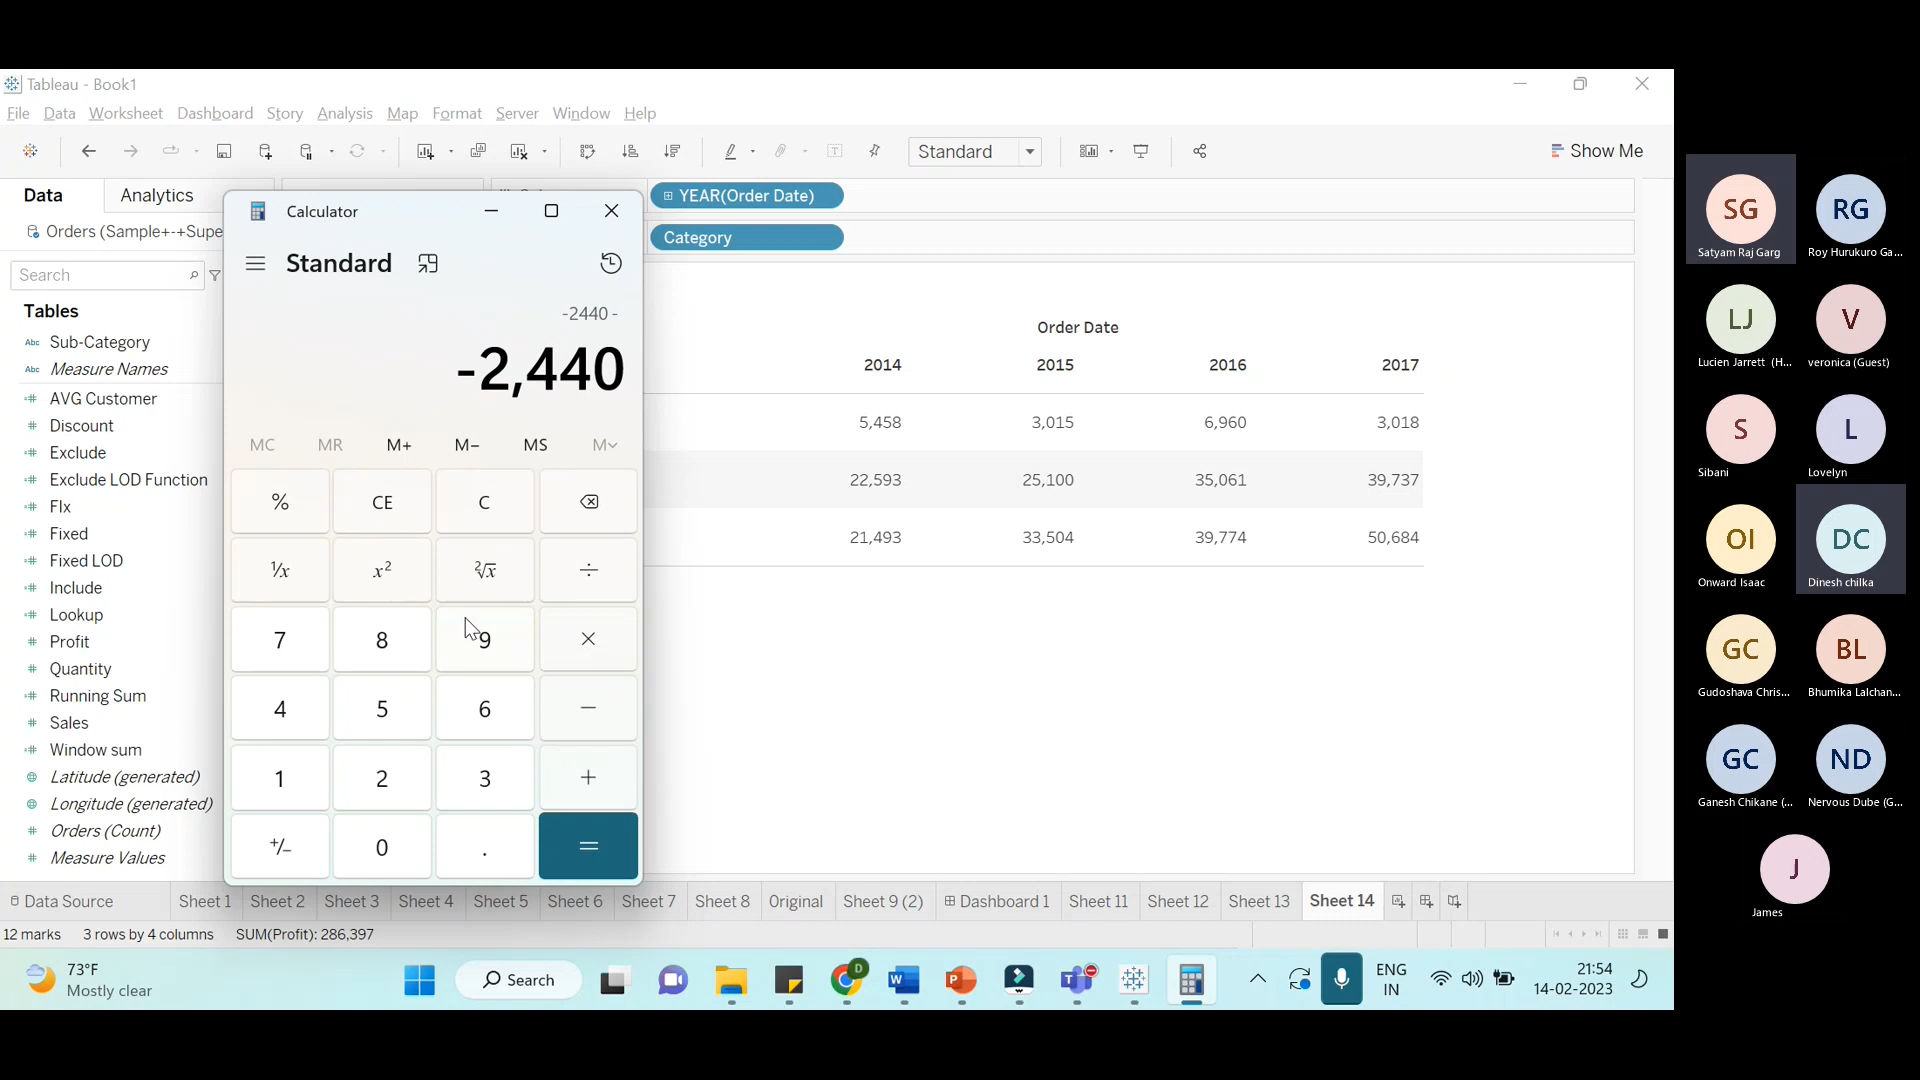 Tableau - Book1
File Data Worksheet Dashboard Story Analysis Map Format Server Window Help
Standard
Show Me
Data Analytics
YEAR(Order Date)
Orders (Sample+-+Supe
Category
Search
Tables
Abc Sub-Category
Abc Measure Names
AVG Customer
Discount
Exclude
Exclude LOD Function
FIx
Fixed
Fixed LOD
Include
Lookup
Profit
Quantity
Running Sum
Sales
Window sum
Latitude (generated)
Longitude (generated)
Orders (Count)
Measure Values
Calculator
Standard
-2440 -
-2,440
MC MR M+ M− MS M
% CE C
1/x x² ²√x ÷
7 8 9 ×
4 5 6 −
1 2 3 +
+/− 0 . =
Order Date
2014 2015 2016 2017
5,458 3,015 6,960 3,018
22,593 25,100 35,061 39,737
21,493 33,504 39,774 50,684
Data Source Sheet 1 Sheet 2 Sheet 3 Sheet 4 Sheet 5 Sheet 6 Sheet 7 Sheet 8 Original Sheet 9 (2) Dashboard 1 Sheet 11 Sheet 12 Sheet 13 Sheet 14
12 marks 3 rows by 4 columns SUM(Profit): 286,397
73°F
Mostly clear
Search
D
W
P
T
ENG
IN
21:54
14-02-2023
SG RG
Satyam Raj Garg Roy Hurukuro Ga...
LJ V
Lucien Jarrett (H... veronica (Guest)
S L
Sibani Lovelyn
OI DC
Onward Isaac Dinesh chilka
GC BL
Gudoshava Chris... Bhumika Lalchan...
GC ND
Ganesh Chikane (... Nervous Dube (G...
J
James